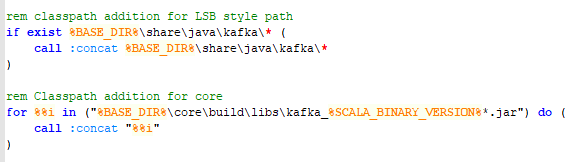 rem classpath addition for LSB style path
if exist %BASE_DIR%\share\java\kafka\* (
    call :concat %BASE_DIR%\share\java\kafka\*
)

rem Classpath addition for core
for %%i in ("%BASE_DIR%\core\build\libs\kafka_%SCALA_BINARY_VERSION%*.jar") do (
    call :concat "%%i"
)